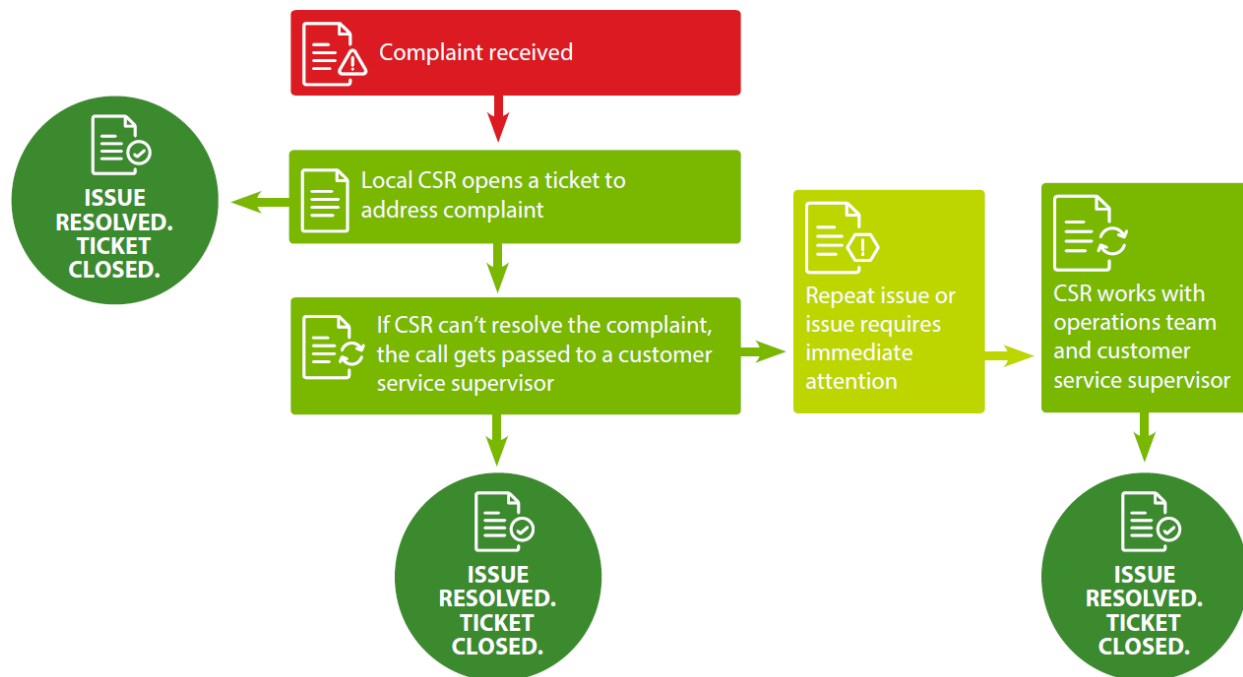 Complaint received
Local CSR opens a ticket to
address complaint
ISSUE
RESOLVED.
TICKET
CLOSED.
If CSR can’t resolve the complaint,
the call gets passed to a customer
service supervisor
Repeat issue or
issue requires
immediate
attention
CSR works with
operations team
and customer
service supervisor
ISSUE
RESOLVED.
TICKET
CLOSED.
ISSUE
RESOLVED.
TICKET
CLOSED.